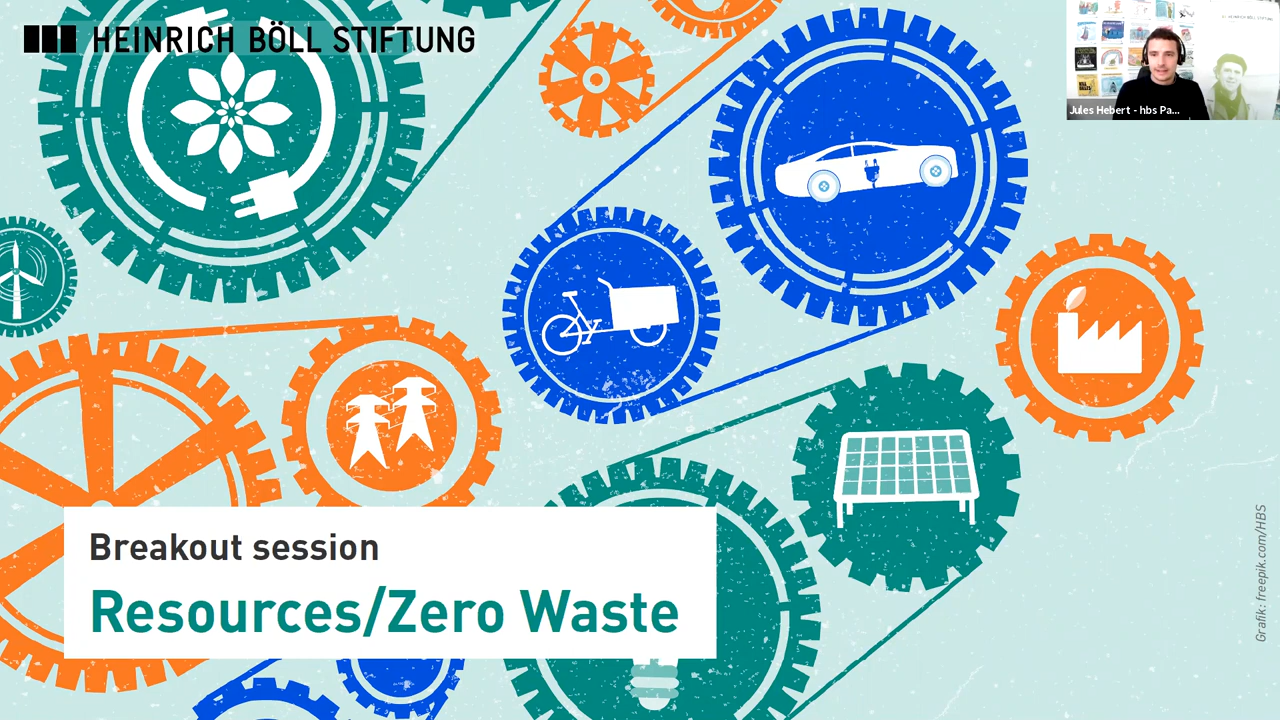 HEINRICH BÖLL STIFTUNG
Jules Hebert - hbs Pa...
Breakout session
Resources/Zero Waste
Grafik: freepik.com/HBS